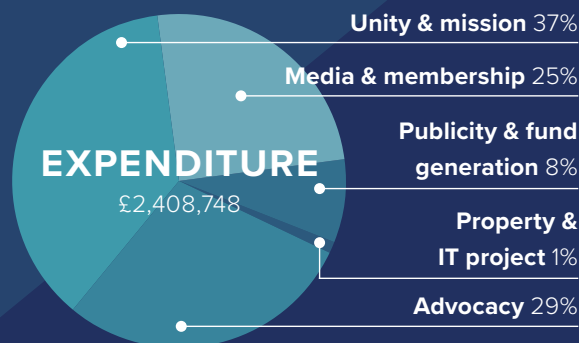 Unity & mission 37%
Media & membership 25%
Publicity & fund
generation 8%
EXPENDITURE
£2,408,748
Property &
IT project 1%
Advocacy 29%